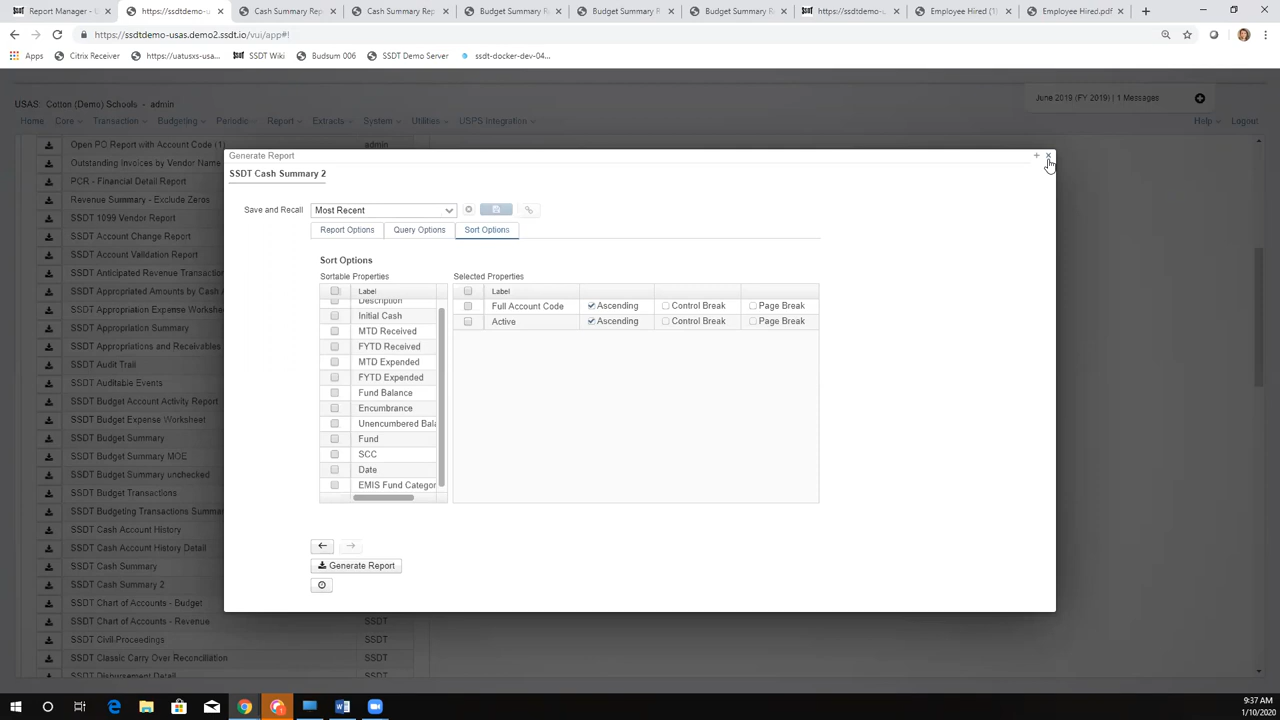 Report Manager - U
https://ssdtdemo-u
Cash Summary Repo
Cash Summary Repo
Budget Summary Re
Budget Summary Re
Budget Summary Re
https://ssdtdemo-u
Employee Hired (1)
Employee Hired.pdf
https://ssdtdemo-usas.demo2.ssdt.io/vui/app#!
Apps
Citrix Receiver
https://uatusxs-usa...
SSDT Wiki
Budsum 006
SSDT Demo Server
ssdt-docker-dev-04...
USAS: Cotton (Demo) Schools - admin
June 2019 (FY 2019) | 1 Messages
Home Core Transaction Budgeting Periodic Report Extracts System Utilities USPS Integration Help Logout
Open PO Report with Account Code (1) admin
Outstanding Invoices by Vendor Name
PCR - Financial Detail Report
Revenue Summary - Exclude Zeros
SSDT 1099 Vendor Report
SSDT Account Change Report
SSDT Account Validation Report
SSDT Anticipated Revenue Transaction
SSDT Appropriated Amounts by Cash A
SSDT Appropriation Expense Workshee
SSDT Appropriation Summary
SSDT Appropriations and Receivables
SSDT Audit Trail
SSDT Auditable Events
SSDT Budget Account Activity Report
SSDT Budget Expense Worksheet
SSDT Budget Summary
SSDT Budget Summary MOE
SSDT Budget Summary unchecked
SSDT Budget Transactions
SSDT Budgeting Transactions Summar
SSDT Cash Account History
SSDT Cash Account History Detail
SSDT Cash Summary
SSDT Cash Summary 2
SSDT Chart of Accounts - Budget
SSDT Chart of Accounts - Revenue SSDT
SSDT Civil Proceedings SSDT
SSDT Classic Carry Over Reconciliation SSDT
SSDT Disbursement Detail SSDT
Generate Report
SSDT Cash Summary 2
Save and Recall Most Recent
Report Options Query Options Sort Options
Sort Options
Sortable Properties Selected Properties
Label
Description
Initial Cash
MTD Received
FYTD Received
MTD Expended
FYTD Expended
Fund Balance
Encumbrance
Unencumbered Bala
Fund
SCC
Date
EMIS Fund Categor
Label
Full Account Code Ascending Control Break Page Break
Active Ascending Control Break Page Break
Generate Report
9:37 AM
1/10/2020